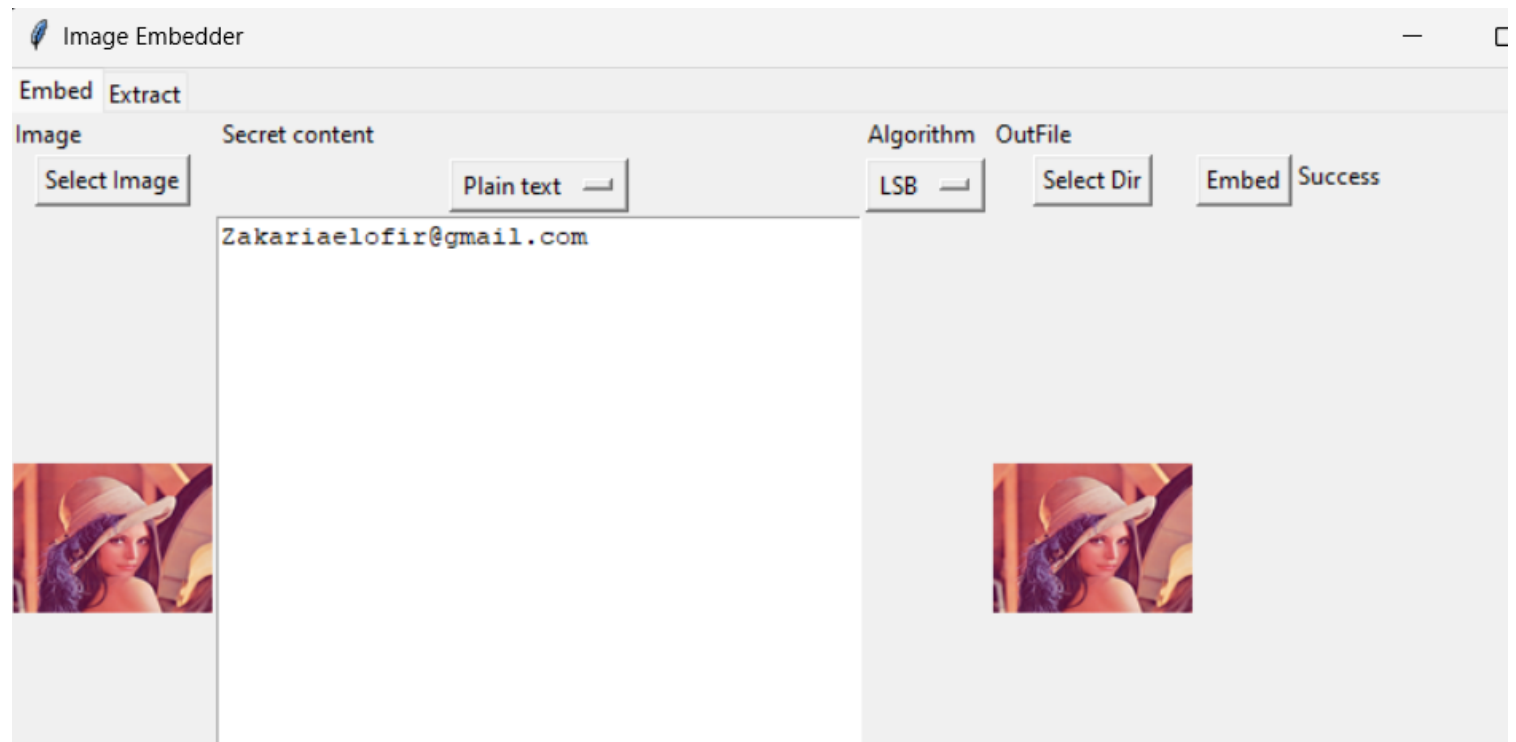 Image Embedder
Embed Extract
Image Secret content Algorithm OutFile
Select Image Plain text LSB Select Dir Embed Success
Zakariaelofir@gmail.com